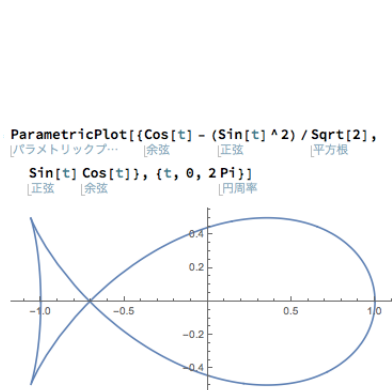 ParametricPlot[{Cos[t] - (Sin[t]^2) / Sqrt[2],
パラメトリックプ… 余弦 正弦 平方根
Sin[t] Cos[t]}, {t, 0, 2 Pi}]
正弦 余弦 円周率
0.4
0.2
-1.0 -0.5 0.5 1.0
-0.2
-0.4